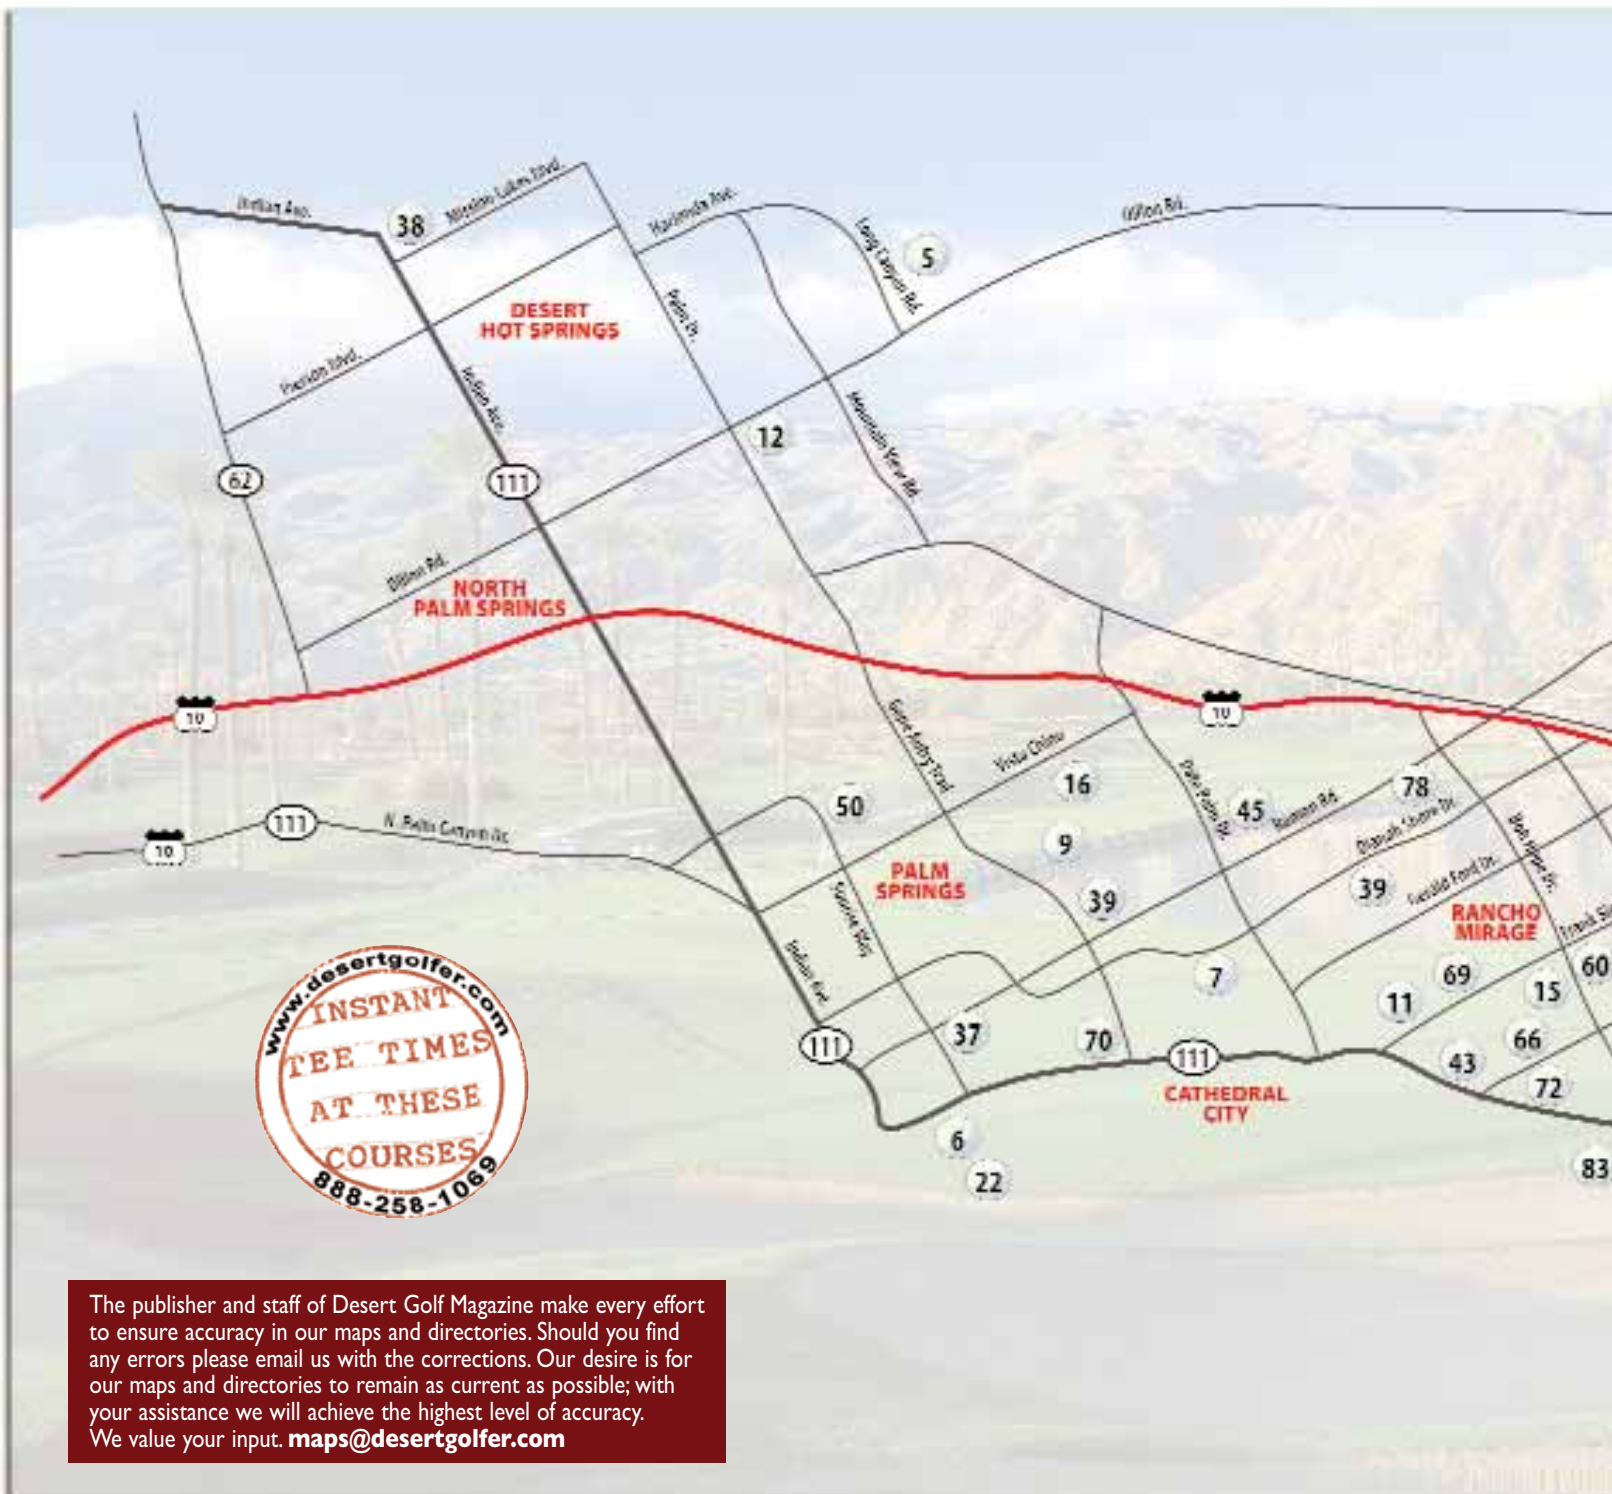 Indian Ave.
38
Mission Lakes Blvd.
Hacienda Ave.
Long Canyon Rd.
5
Dillon Rd.
DESERT
HOT SPRINGS
Palm Dr.
Pierson Blvd.
Indian Ave.
Mountain View Rd.
12
62
111
Dillon Rd.
NORTH
PALM SPRINGS
10
10
Gene Autry Trail
Vista Chino
16
Date Palm Dr.
45
Ramon Rd.
78
Dinah Shore Dr.
Bob Hope Dr.
50
111
N. Palm Canyon Dr.
10
9
PALM
SPRINGS
Sunrise Way
39
39
Gerald Ford Dr.
RANCHO
MIRAGE
Frank Si
Indian Ave.
7
69
60
11
15
37
70
111
111
66
43
72
CATHEDRAL
CITY
6
22
83
www.desertgolfer.com
INSTANT
TEE TIMES
AT THESE
COURSES
888-258-1069
The publisher and staff of Desert Golf Magazine make every effort
to ensure accuracy in our maps and directories. Should you find
any errors please email us with the corrections. Our desire is for
our maps and directories to remain as current as possible; with
your assistance we will achieve the highest level of accuracy.
We value your input. maps@desertgolfer.com